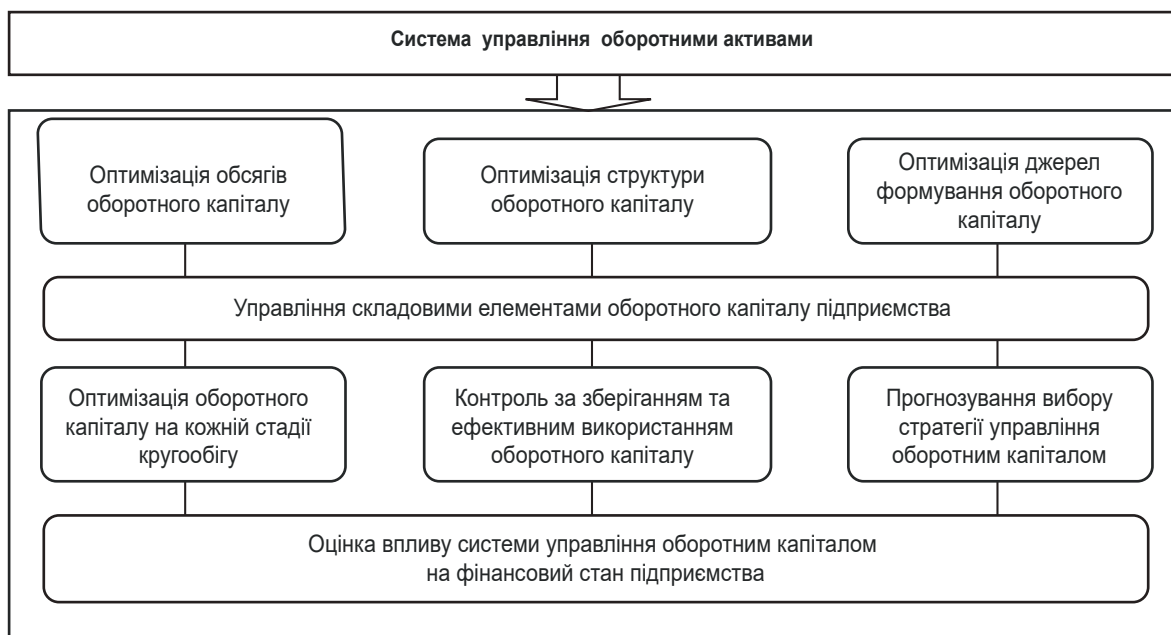 Система управління оборотними активами
Оптимізація обсягів
оборотного капіталу
Оптимізація структури
оборотного капіталу
Оптимізація джерел
формування оборотного
капіталу
Управління складовими елементами оборотного капіталу підприємства
Оптимізація оборотного
капіталу на кожній стадії
кругообігу
Контроль за зберіганням та
ефективним використанням
оборотного капіталу
Прогнозування вибору
стратегії управління
оборотним капіталом
Оцінка впливу системи управління оборотним капіталом
на фінансовий стан підприємства